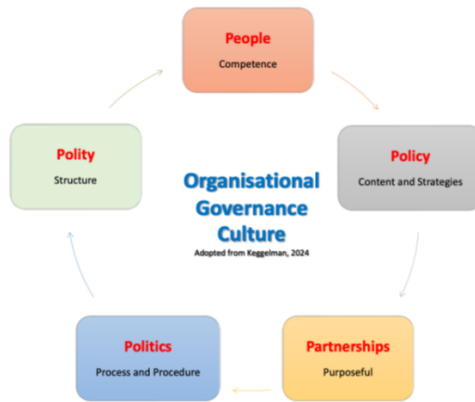 People
Competence
Polity
Structure
Policy
Content and Strategies
Organisational
Governance
Culture
Adopted from Keggelman, 2024
Politics
Process and Procedure
Partnerships
Purposeful